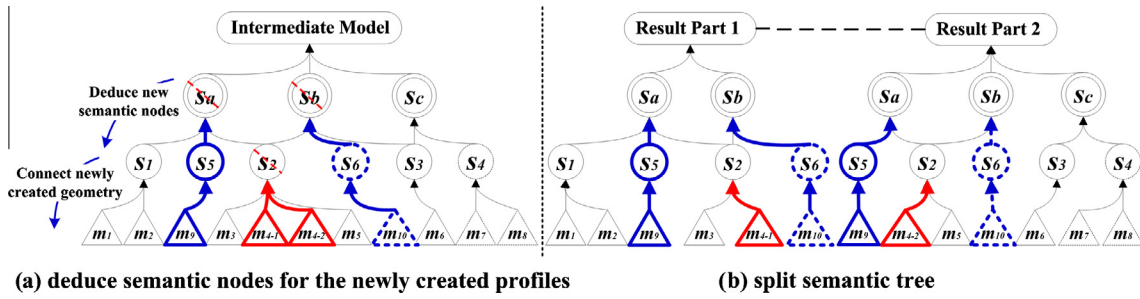 Intermediate Model
Result Part 1
Result Part 2
Deduce new
semantic nodes
Sa
Sb
Sc
Sa
Sb
Sa
Sb
Sc
Connect newly
created geometry
S1
S5
S2
S6
S3
S4
S1
S5
S2
S6
S5
S2
S6
S3
S4
m1
m2
m9
m3
m4-1
m4-2
m5
m10
m6
m7
m8
m1
m2
m9
m3
m4-1
m10
m9
m4-2
m5
m10
m6
m7
m8
(a) deduce semantic nodes for the newly created profiles
(b) split semantic tree